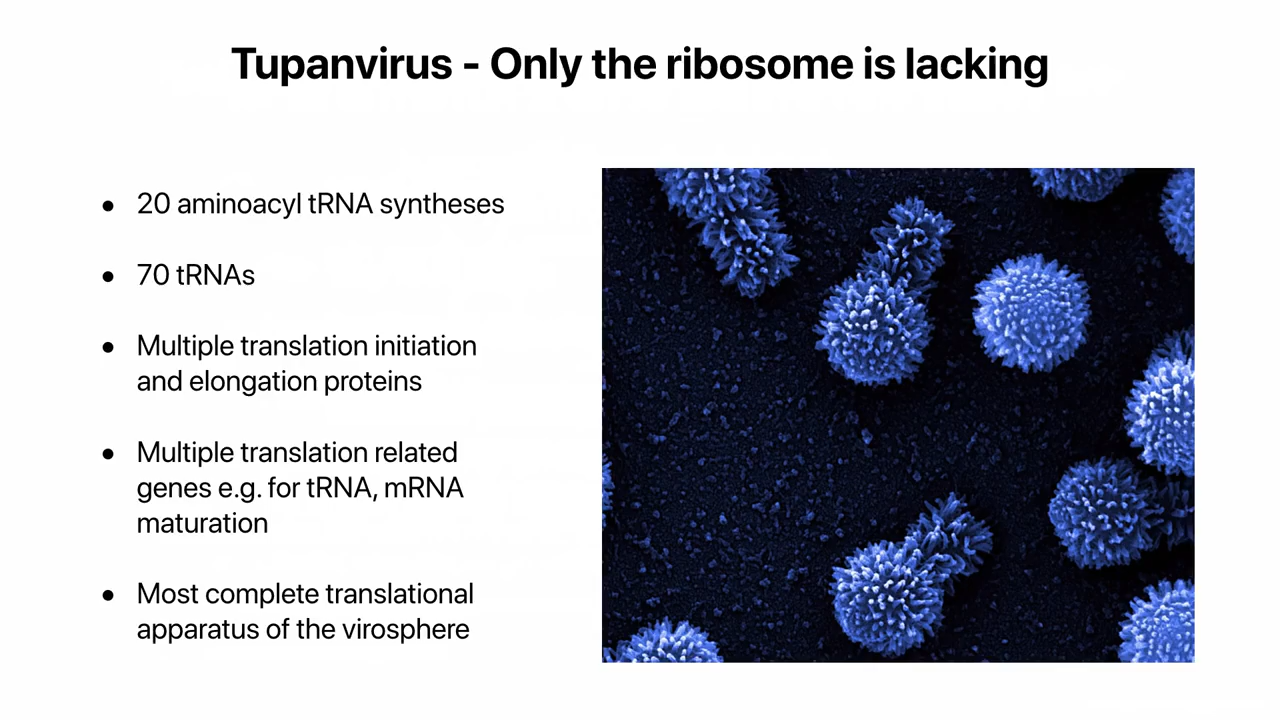 Tupanvirus - Only the ribosome is lacking
• 20 aminoacyl tRNA syntheses
• 70 tRNAs
• Multiple translation initiation
and elongation proteins
• Multiple translation related
genes e.g. for tRNA, mRNA
maturation
• Most complete translational
apparatus of the virosphere